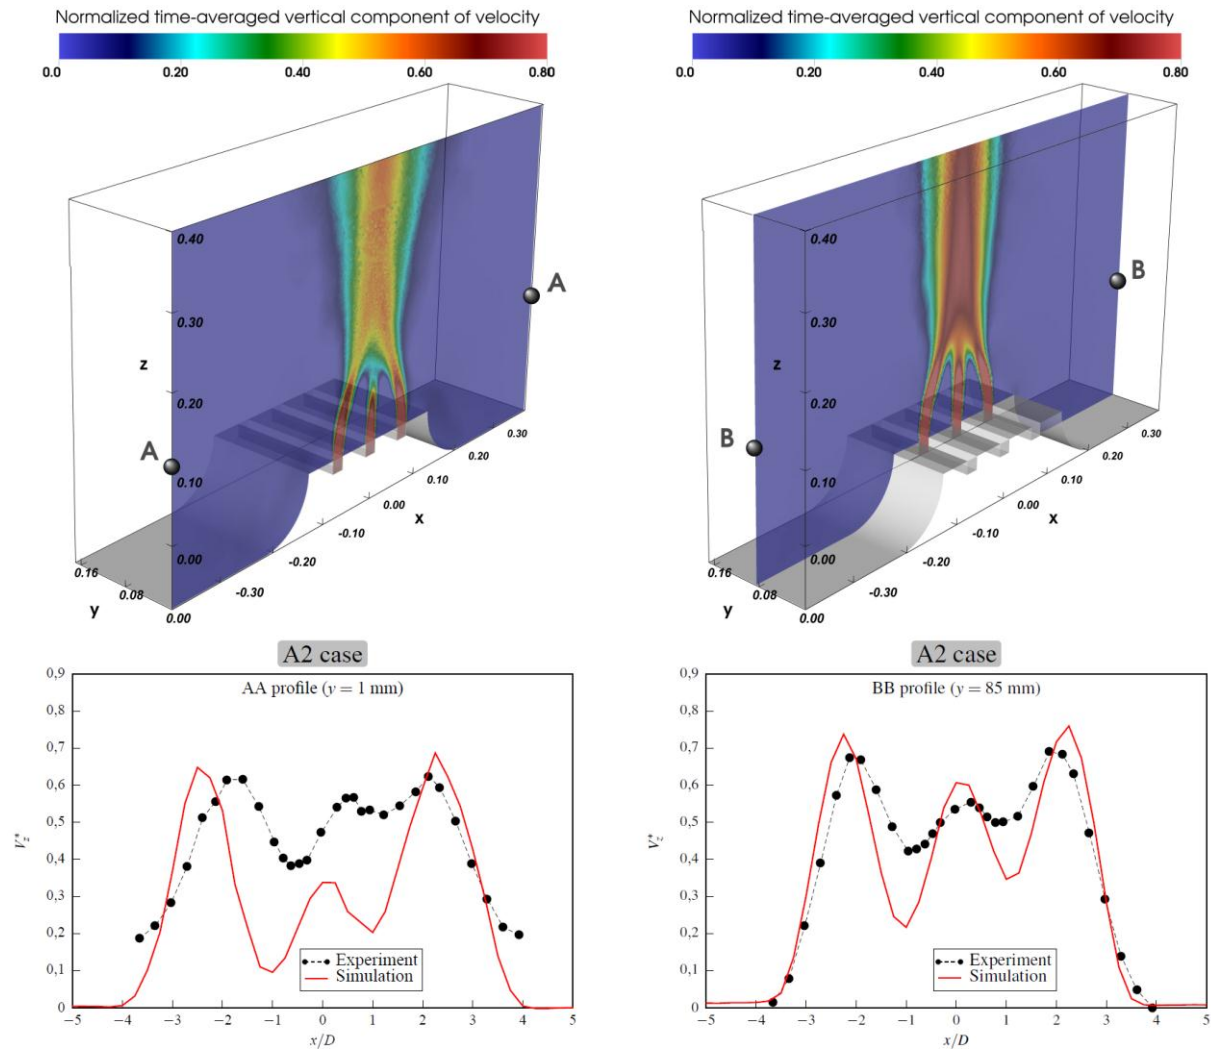 Normalized time-averaged vertical component of velocity
0.0 0.20 0.40 0.60 0.80
0.40
A
0.30
z
0.20
A
0.30
0.10
0.20
0.10
x
0.00
0.00
-0.10
-0.20
0.16
-0.30
0.08
y
0.00
Normalized time-averaged vertical component of velocity
0.0 0.20 0.40 0.60 0.80
0.40
B
0.30
z
0.20
B
0.30
0.10
0.20
0.10
x
0.00
0.00
-0.10
-0.20
0.16
-0.30
0.08
y
0.00
A2 case
AA profile (y = 1 mm)
0,9
0,8
0,7
0,6
0,5
0,4
0,3
0,2
0,1
0
V*z
Experiment
Simulation
−5 −4 −3 −2 −1 0 1 2 3 4 5
x/D
A2 case
BB profile (y = 85 mm)
0,9
0,8
0,7
0,6
0,5
0,4
0,3
0,2
0,1
0
V*z
Experiment
Simulation
−5 −4 −3 −2 −1 0 1 2 3 4 5
x/D